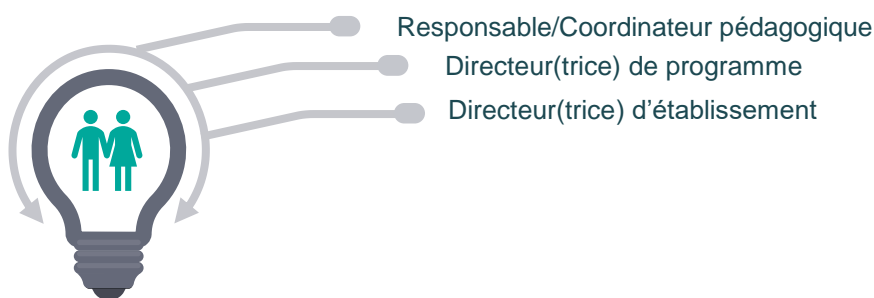 Responsable/Coordinateur pédagogique
Directeur(trice) de programme
Directeur(trice) d’établissement